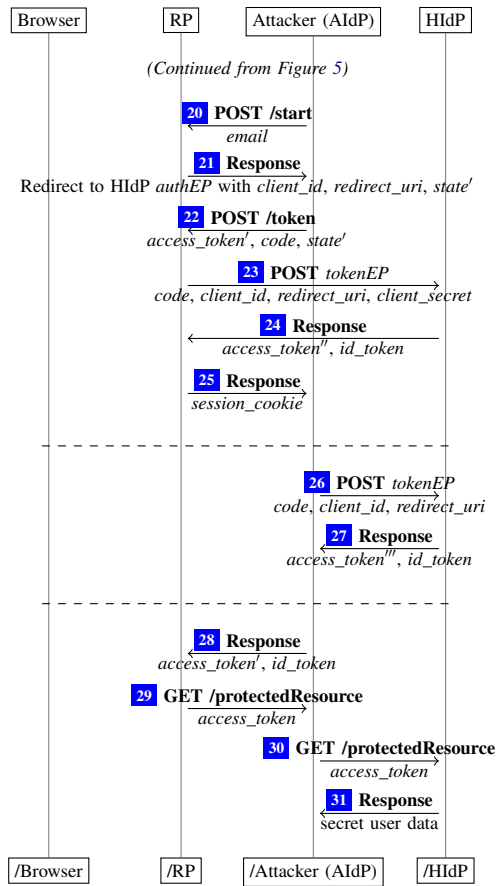 Browser RP Attacker (AIdP) HIdP
(Continued from Figure 5)
20 POST /start
email
21 Response
Redirect to HIdP authEP with client_id, redirect_uri, state′
22 POST /token
access_token′, code, state′
23 POST tokenEP
code, client_id, redirect_uri, client_secret
24 Response
access_token″, id_token
25 Response
session_cookie
26 POST tokenEP
code, client_id, redirect_uri
27 Response
access_token‴, id_token
28 Response
access_token′, id_token
29 GET /protectedResource
access_token
30 GET /protectedResource
access_token
31 Response
secret user data
/Browser /RP /Attacker (AIdP) /HIdP